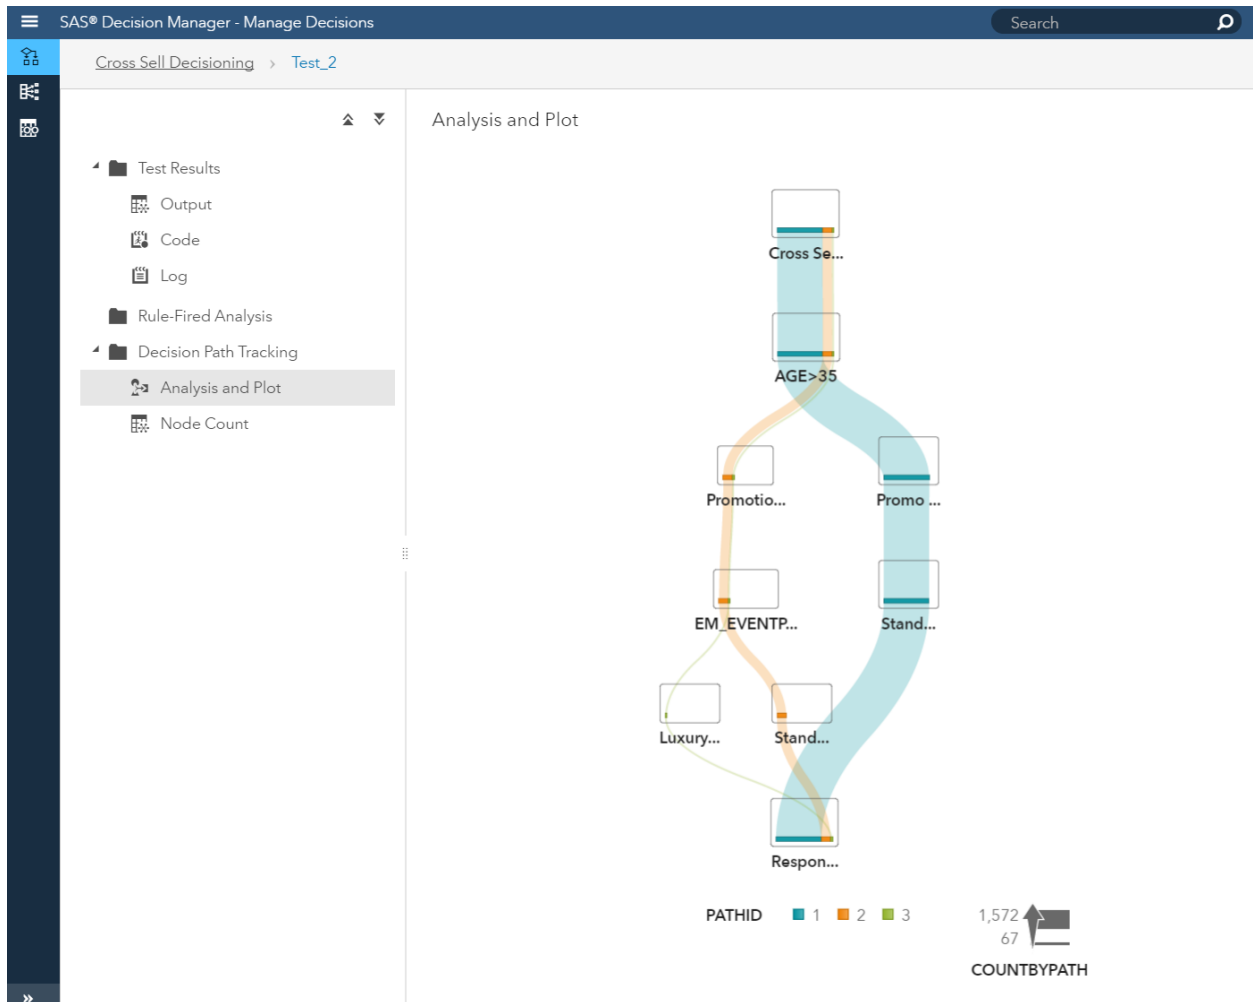 SAS® Decision Manager - Manage Decisions
Search
Cross Sell Decisioning > Test_2
Analysis and Plot
Test Results
Output
Code
Log
Rule-Fired Analysis
Decision Path Tracking
Analysis and Plot
Node Count
Cross Se...
AGE>35
Promotio...
Promo ...
EM_EVENTP...
Stand...
Luxury...
Stand...
Respon...
PATHID 1 2 3
1,572
67
COUNTBYPATH
»